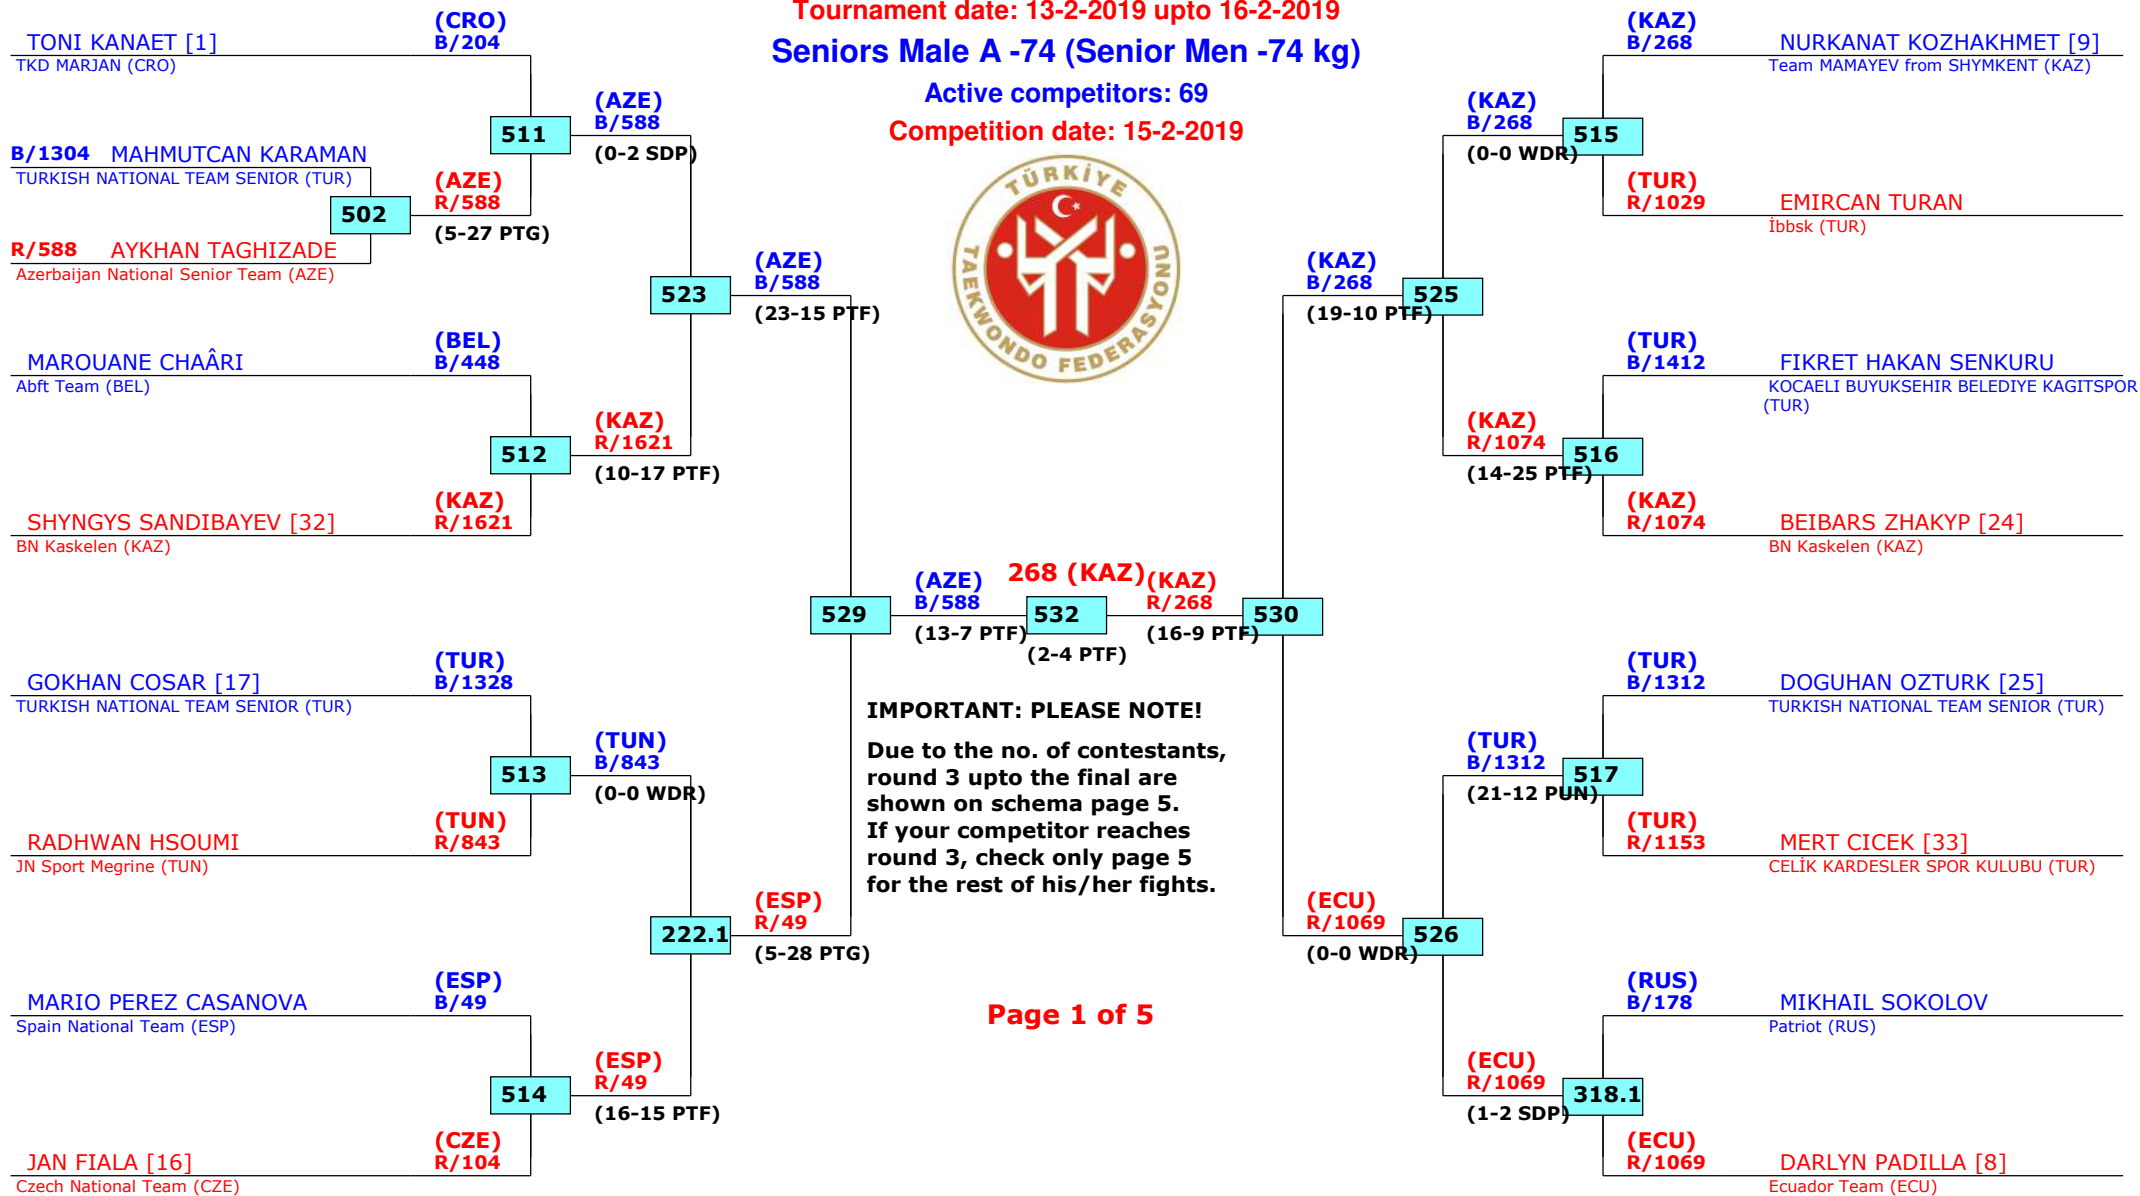 Tournament date: 13-2-2019 upto 16-2-2019
Seniors Male A -74 (Senior Men -74 kg)
Active competitors: 69
Competition date: 15-2-2019
TÜRKİYE
TAEKWONDO FEDERASYONU
TONI KANAET [1]
TKD MARJAN (CRO)
(CRO)
B/204
B/1304 MAHMUTCAN KARAMAN
TURKISH NATIONAL TEAM SENIOR (TUR)
502
R/588 AYKHAN TAGHIZADE
Azerbaijan National Senior Team (AZE)
(AZE)
R/588
(5-27 PTG)
511
(AZE)
B/588
(0-2 SDP)
MAROUANE CHAÂRI
Abft Team (BEL)
(BEL)
B/448
512
SHYNGYS SANDIBAYEV [32]
BN Kaskelen (KAZ)
(KAZ)
R/1621
(KAZ)
R/1621
(10-17 PTF)
523
(AZE)
B/588
(23-15 PTF)
GOKHAN COSAR [17]
TURKISH NATIONAL TEAM SENIOR (TUR)
(TUR)
B/1328
513
RADHWAN HSOUMI
JN Sport Megrine (TUN)
(TUN)
R/843
(TUN)
B/843
(0-0 WDR)
MARIO PEREZ CASANOVA
Spain National Team (ESP)
(ESP)
B/49
514
JAN FIALA [16]
Czech National Team (CZE)
(CZE)
R/104
(ESP)
R/49
(16-15 PTF)
222.1
(ESP)
R/49
(5-28 PTG)
529
(AZE)
B/588
(13-7 PTF)
268 (KAZ)
532
(2-4 PTF)
(KAZ)
R/268
(16-9 PTF)
530
IMPORTANT: PLEASE NOTE!
Due to the no. of contestants,
round 3 upto the final are
shown on schema page 5.
If your competitor reaches
round 3, check only page 5
for the rest of his/her fights.
Page 1 of 5
(KAZ)
B/268
NURKANAT KOZHAKHMET [9]
Team MAMAYEV from SHYMKENT (KAZ)
515
(KAZ)
B/268
(0-0 WDR)
(TUR)
R/1029
EMIRCAN TURAN
İbbsk (TUR)
525
(KAZ)
B/268
(19-10 PTF)
(TUR)
B/1412
FIKRET HAKAN SENKURU
KOCAELI BUYUKSEHIR BELEDIYE KAGITSPOR
(TUR)
516
(KAZ)
R/1074
(14-25 PTF)
(KAZ)
R/1074
BEIBARS ZHAKYP [24]
BN Kaskelen (KAZ)
(TUR)
B/1312
DOGUHAN OZTURK [25]
TURKISH NATIONAL TEAM SENIOR (TUR)
517
(TUR)
B/1312
(21-12 PUN)
(TUR)
R/1153
MERT CICEK [33]
CELİK KARDESLER SPOR KULUBU (TUR)
526
(ECU)
R/1069
(0-0 WDR)
(RUS)
B/178
MIKHAIL SOKOLOV
Patriot (RUS)
318.1
(ECU)
R/1069
(1-2 SDP)
(ECU)
R/1069
DARLYN PADILLA [8]
Ecuador Team (ECU)